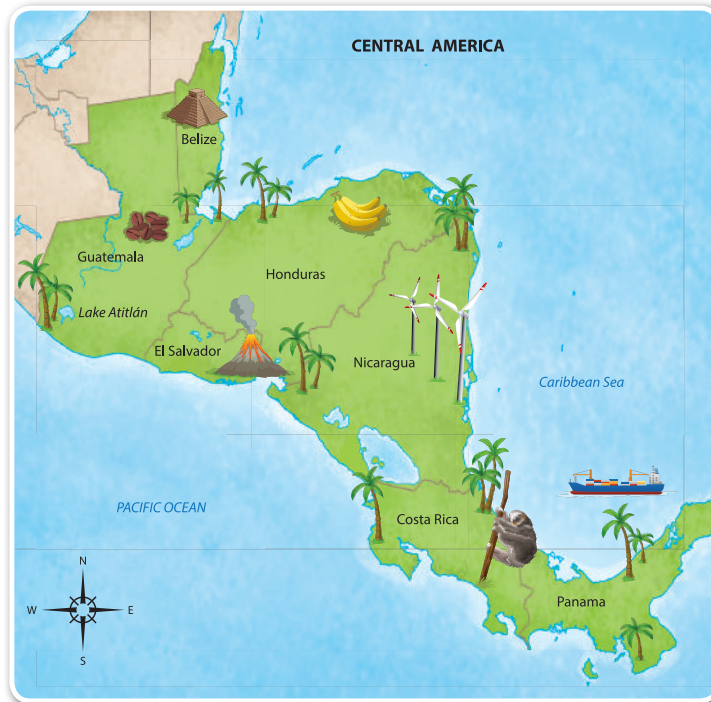 CENTRAL AMERICA
Belize
Guatemala
Honduras
Lake Atitlán
El Salvador
Nicaragua
Caribbean Sea
PACIFIC OCEAN
Costa Rica
N
W
E
S
Panama